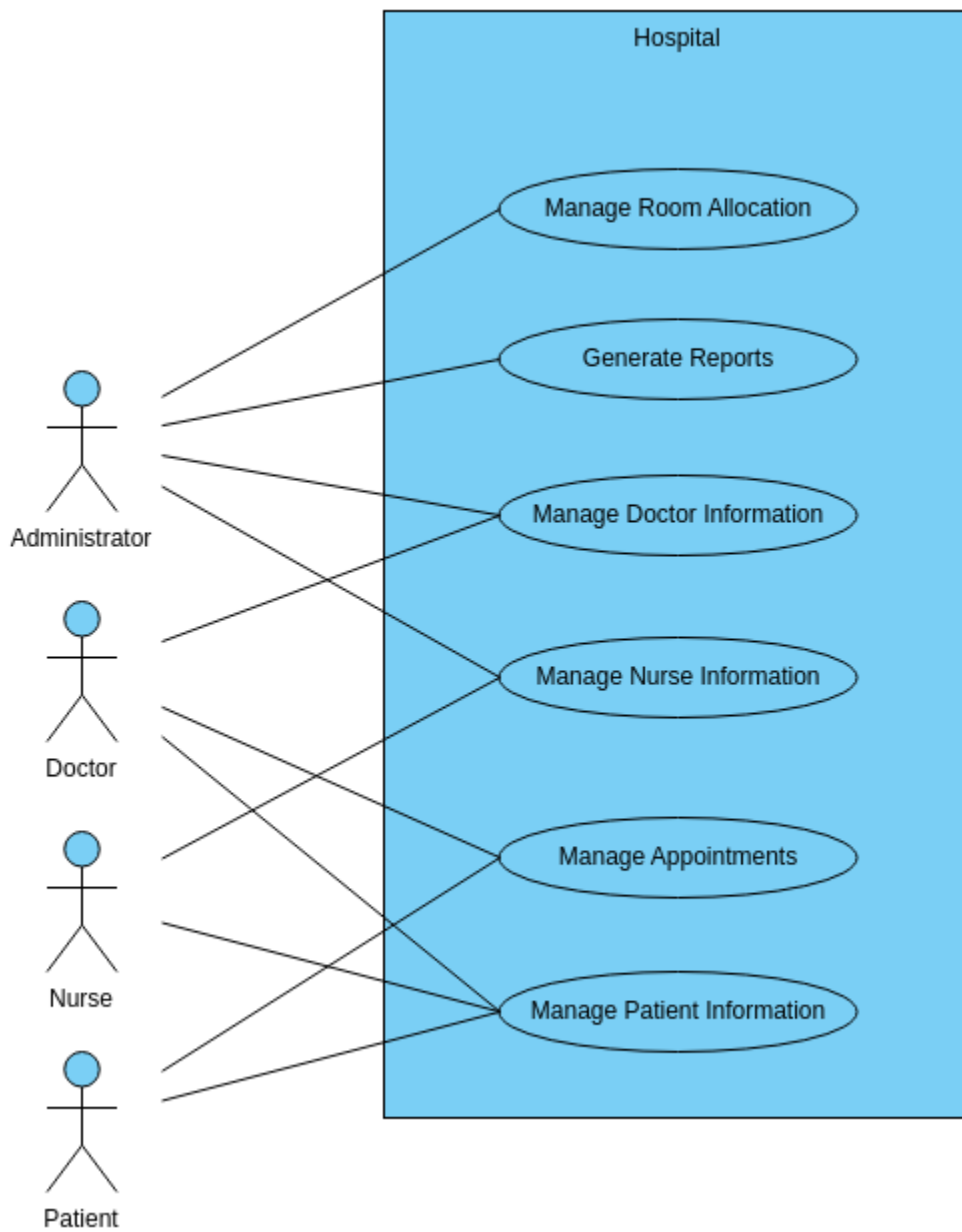 Hospital
Manage Room Allocation
Generate Reports
Manage Doctor Information
Administrator
Manage Nurse Information
Doctor
Manage Appointments
Nurse
Manage Patient Information
Patient